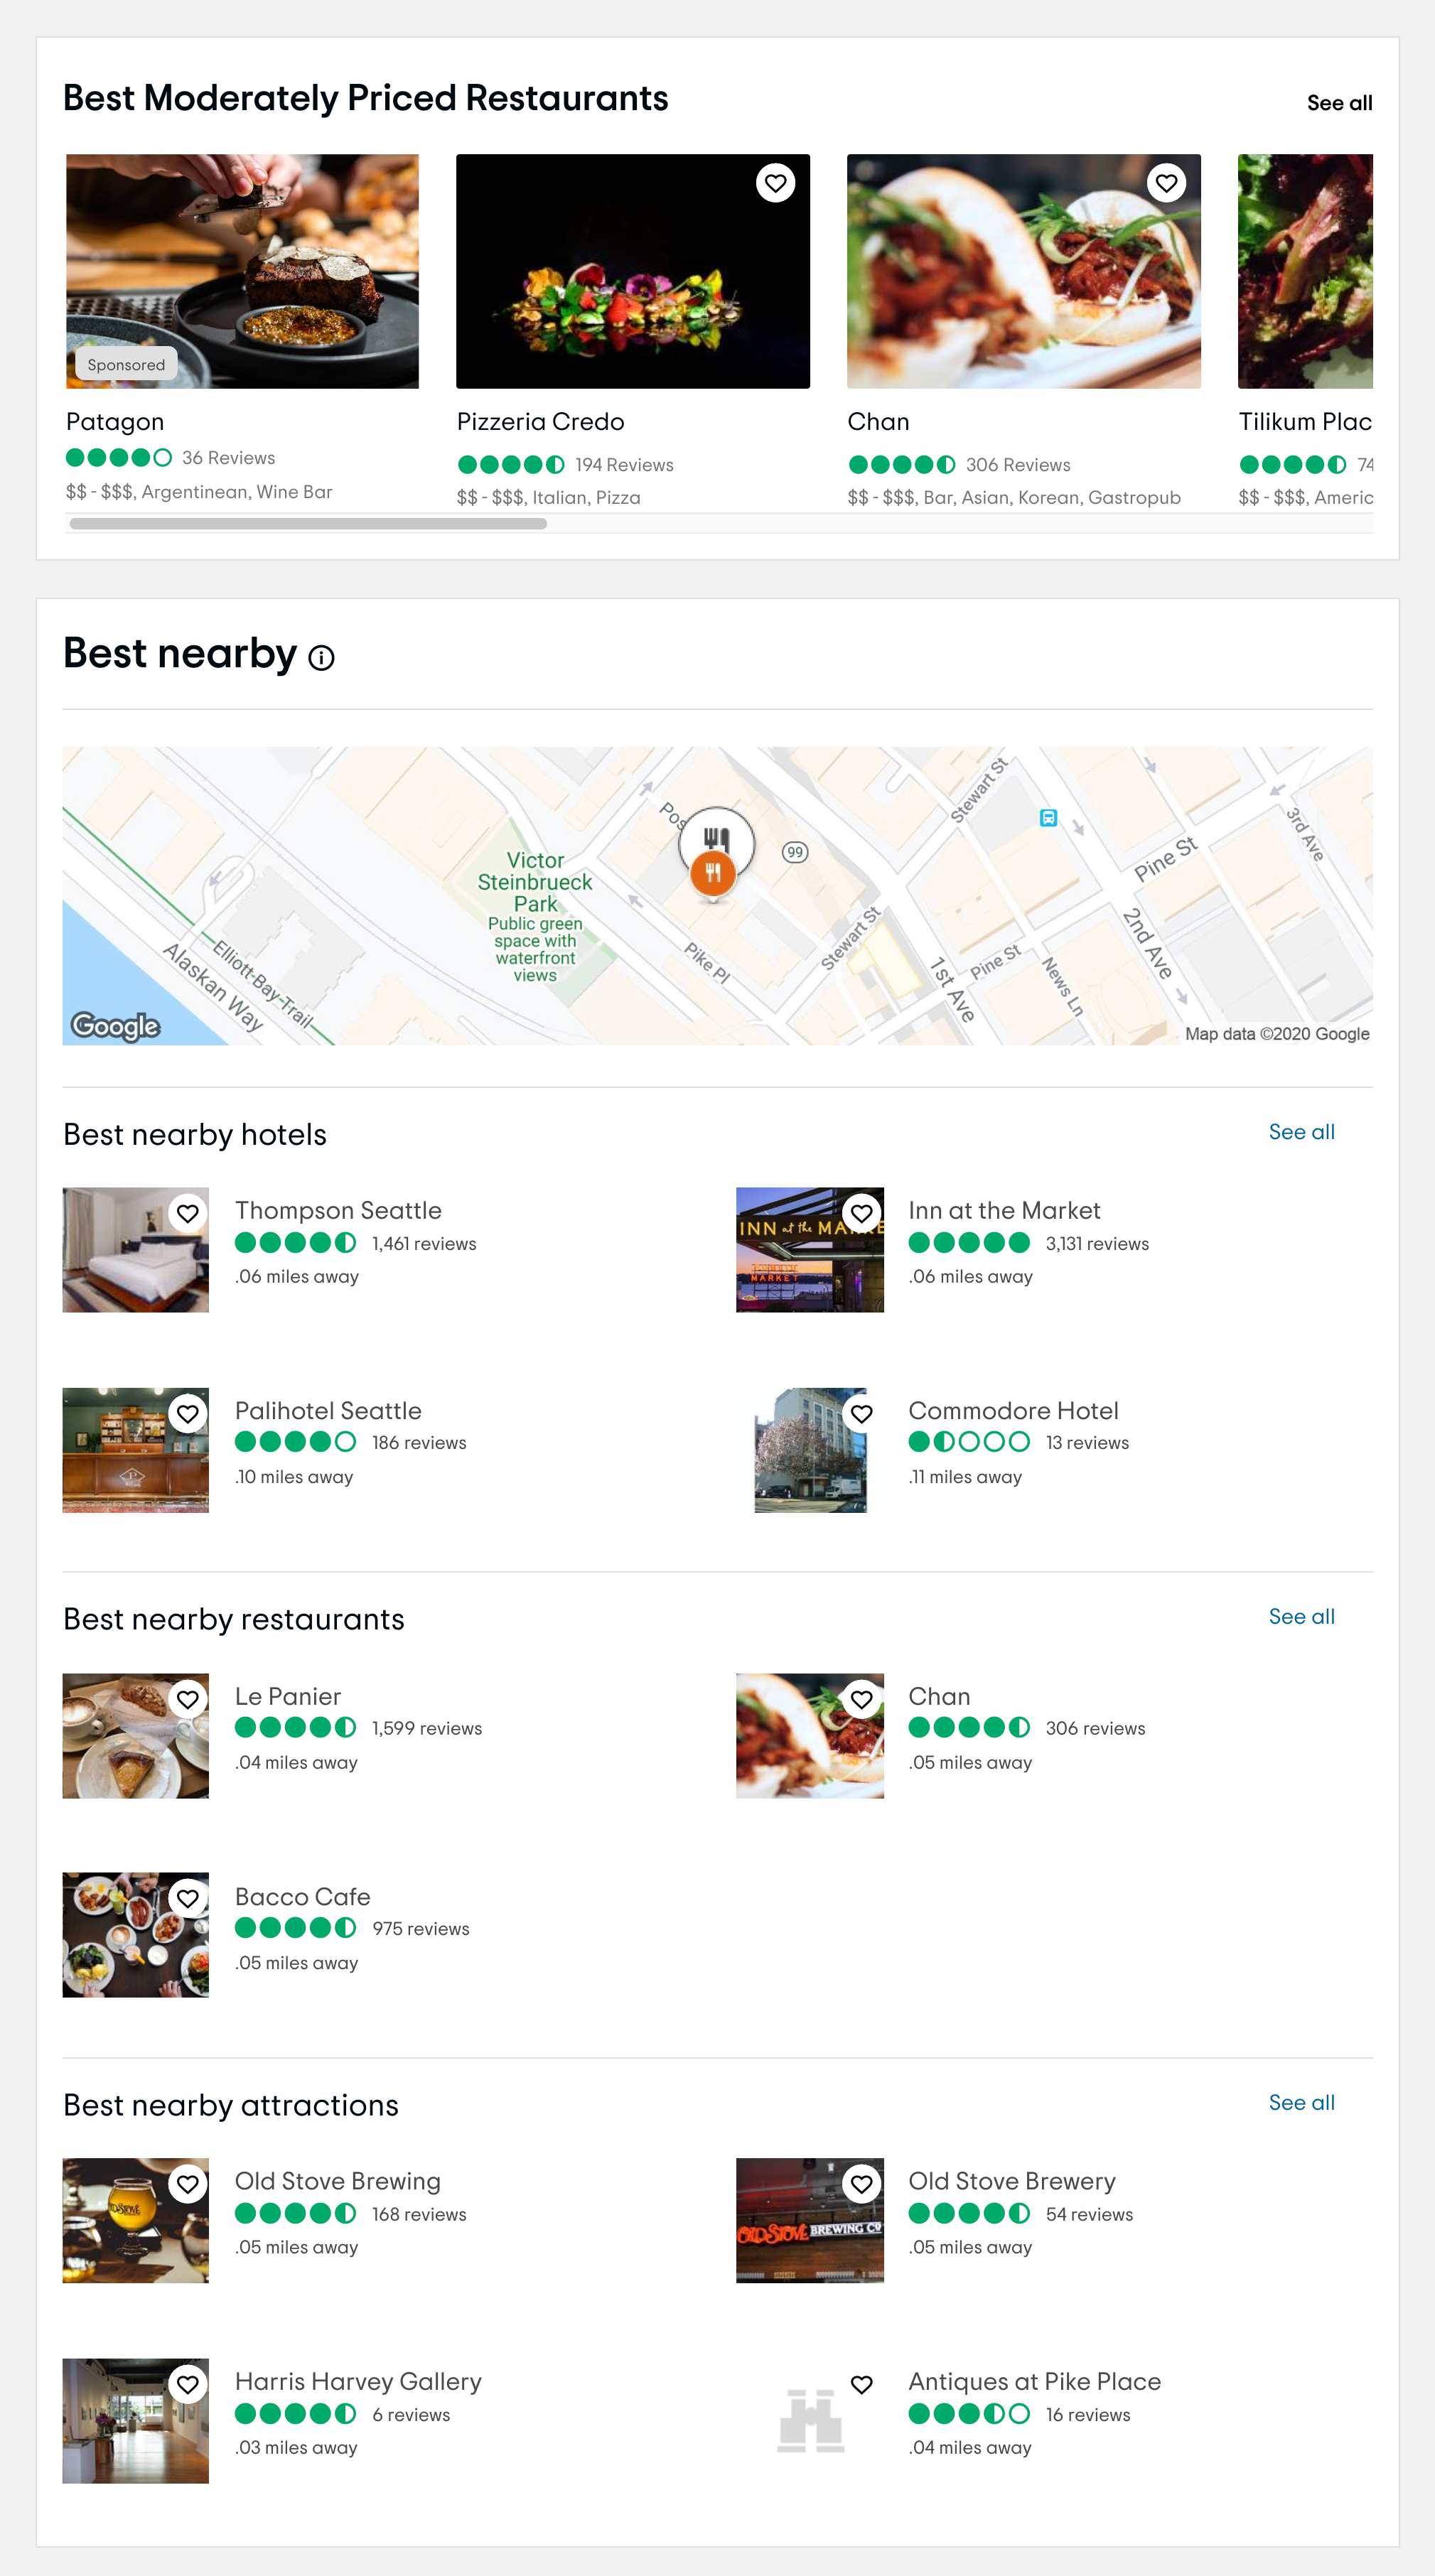 Best Moderately Priced Restaurants
See all
Sponsored
Patagon
36 Reviews
$$ - $$$, Argentinean, Wine Bar
Pizzeria Credo
194 Reviews
$$ - $$$, Italian, Pizza
Chan
306 Reviews
$$ - $$$, Bar, Asian, Korean, Gastropub
Tilikum Plac
74
$$ - $$$, Americ
Best nearby
Pos
99
Stewart St
Pine St
3rd Ave
Victor
Steinbrueck
Park
Public green
space with
waterfront
views
Pike Pl
Stewart St
1st Ave
Pine St
News Ln
2nd Ave
Elliott Bay Trail
Alaskan Way
Google
Map data ©2020 Google
Best nearby hotels
See all
Thompson Seattle
1,461 reviews
.06 miles away
INN at the MARKE
MARKET
Inn at the Market
3,131 reviews
.06 miles away
Palihotel Seattle
186 reviews
.10 miles away
Commodore Hotel
13 reviews
.11 miles away
Best nearby restaurants
See all
Le Panier
1,599 reviews
.04 miles away
Chan
306 reviews
.05 miles away
Bacco Cafe
975 reviews
.05 miles away
Best nearby attractions
See all
Old Stove Brewing
168 reviews
.05 miles away
OLD STOVE BREWING CO
Old Stove Brewery
54 reviews
.05 miles away
Harris Harvey Gallery
6 reviews
.03 miles away
Antiques at Pike Place
16 reviews
.04 miles away